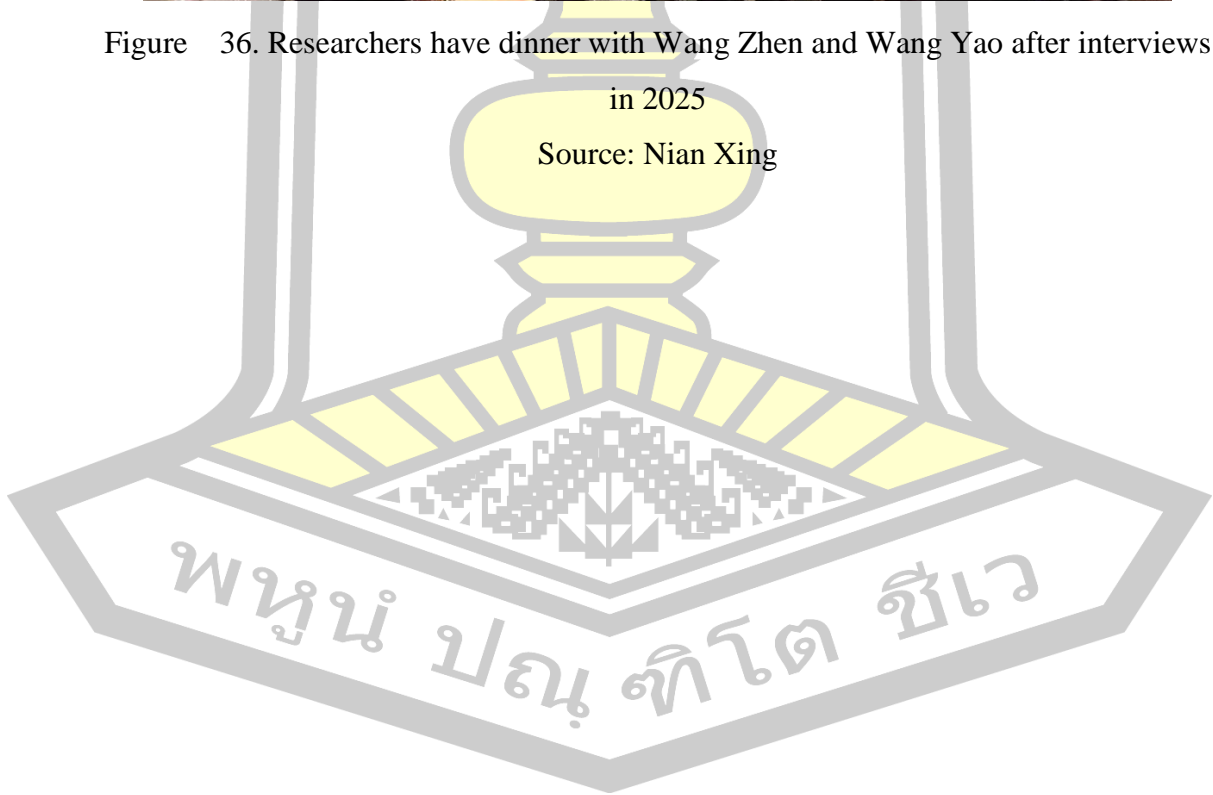 Figure    36. Researchers have dinner with Wang Zhen and Wang Yao after interviews
in 2025
Source: Nian Xing
พหูนํ ปณฺฑิโต ชีเว